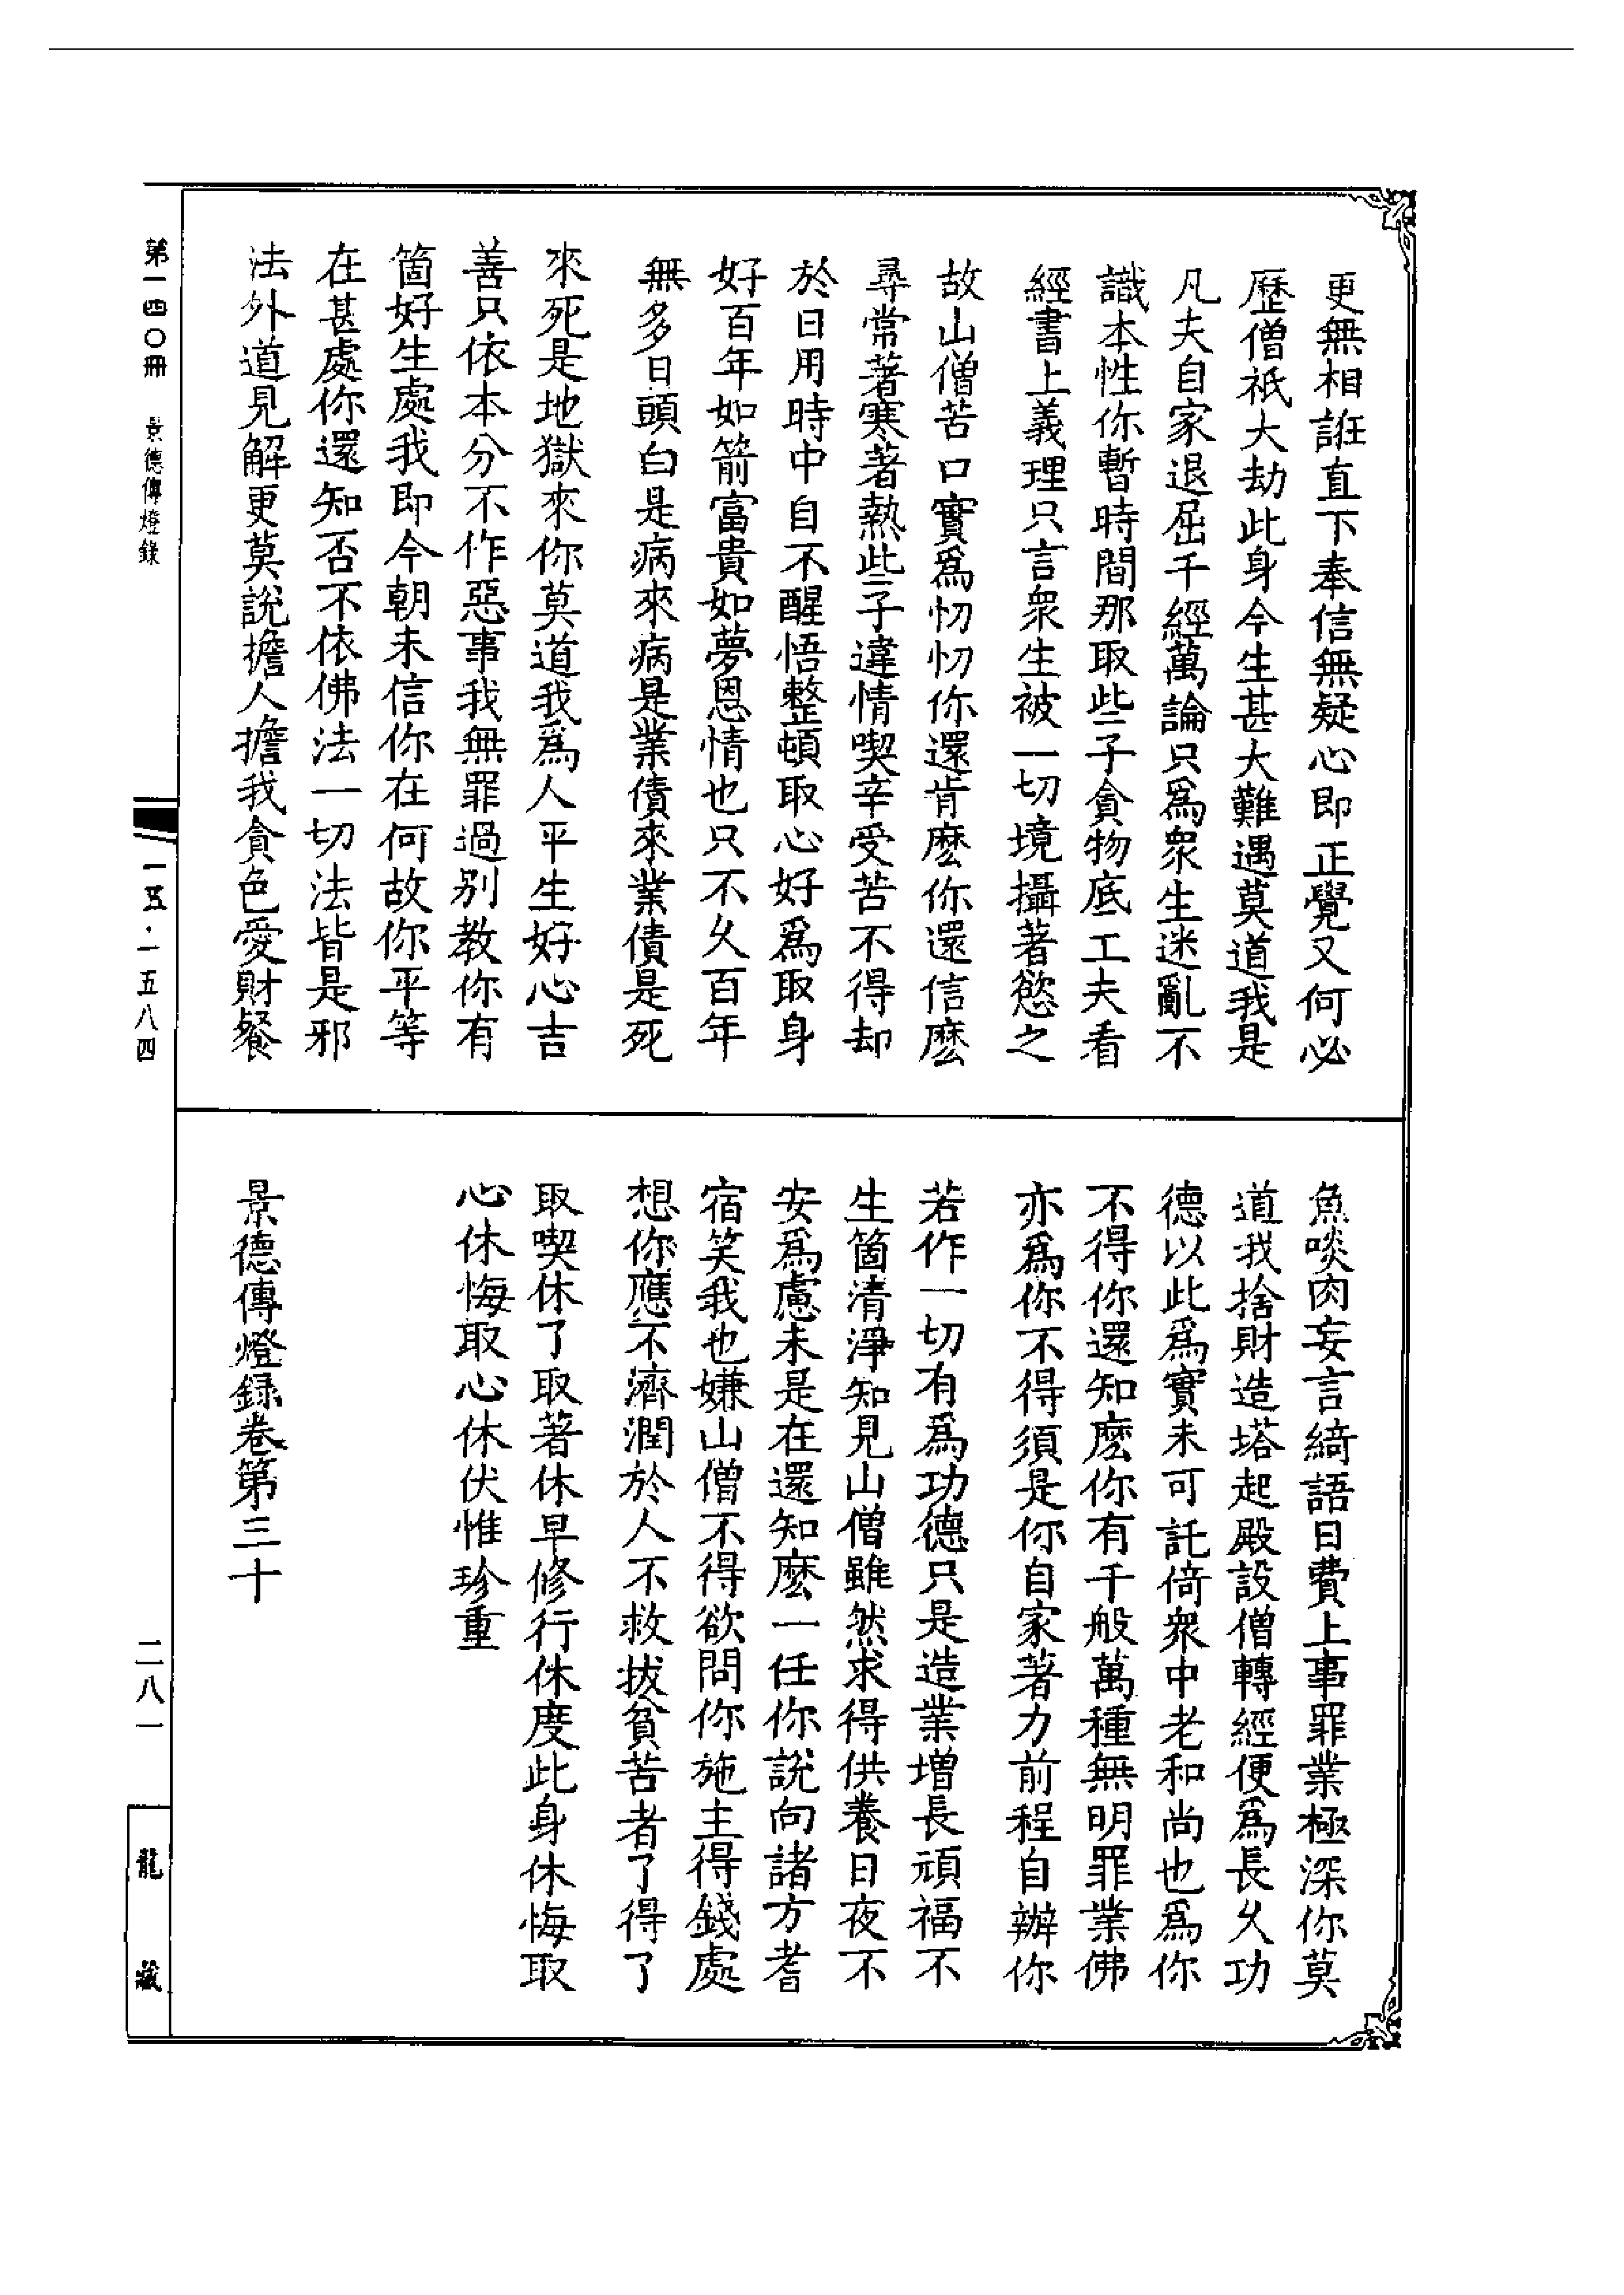 更無相誑直下奉信無疑心即正覺又何必
歷僧祇大劫此身今生甚大難遇莫道我是
凡夫自家退屈千經萬論只爲衆生迷亂不
識本性你暫時間那取些子貪物底工夫看
經書上義理只言衆生被一切境攝著慾之
故山僧苦口實爲忉忉你還肯麽你還信麽
尋常著寒著熱些子違情喫辛受苦不得却
於日用時中自不醒悟整頓取心好爲取身
好百年如箭富貴如夢恩情也只不久百年
無多日頭白是病來病是業債來業債是死
來死是地獄來你莫道我爲人平生好心吉
善只依本分不作惡事我無罪過别教你有
箇好生處我即今朝未信你在何故你平等
在甚處你還知否不依佛法一切法皆是邪
法外道見解更莫說擔人擔我貪色愛財餐
魚啖肉妄言綺語日費上事罪業極深你莫
道我捨財造塔起殿設僧轉經便爲長久功
德以此爲實未可託倚衆中老和尚也爲你
不得你還知麽你有千般萬種無明罪業佛
亦爲你不得須是你自家著力前程自辦你
若作一切有爲功德只是造業增長頑福不
生箇清淨知見山僧雖然求得供養日夜不
安爲慮未是在還知麽一任你說向諸方耆
宿笑我也嫌山僧不得欲問你施主得錢處
想你應不濟潤於人不救拔貧苦者了得了
取喫休了取著休早修行休度此身休悔取
心休悔取心休伏惟珍重
景德傳燈録卷第三十
第一四〇冊　景德傳燈錄
一五·一五八四
二八一
龍藏